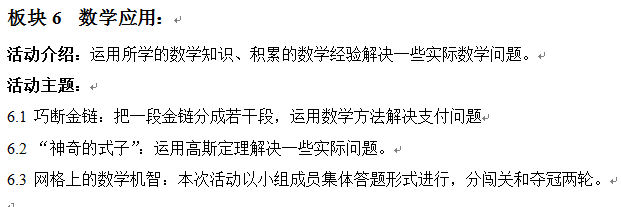 板块 6 数学应用：
活动介绍：运用所学的数学知识、积累的数学经验解决一些实际数学问题。
活动主题：
6.1 巧断金链：把一段金链分成若干段，运用数学方法解决支付问题
6.2 “神奇的式子”：运用高斯定理解决一些实际问题。
6.3 网格上的数学机智：本次活动以小组成员集体答题形式进行，分闯关和夺冠两轮。